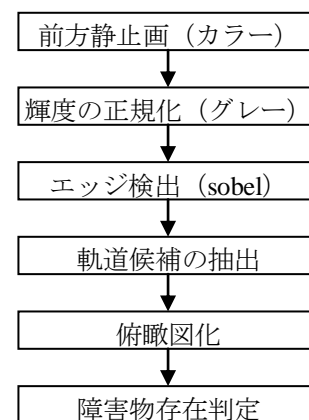 前方静止画（カラー）
輝度の正規化（グレー）
エッジ検出（sobel）
軌道候補の抽出
俯瞰図化
障害物存在判定